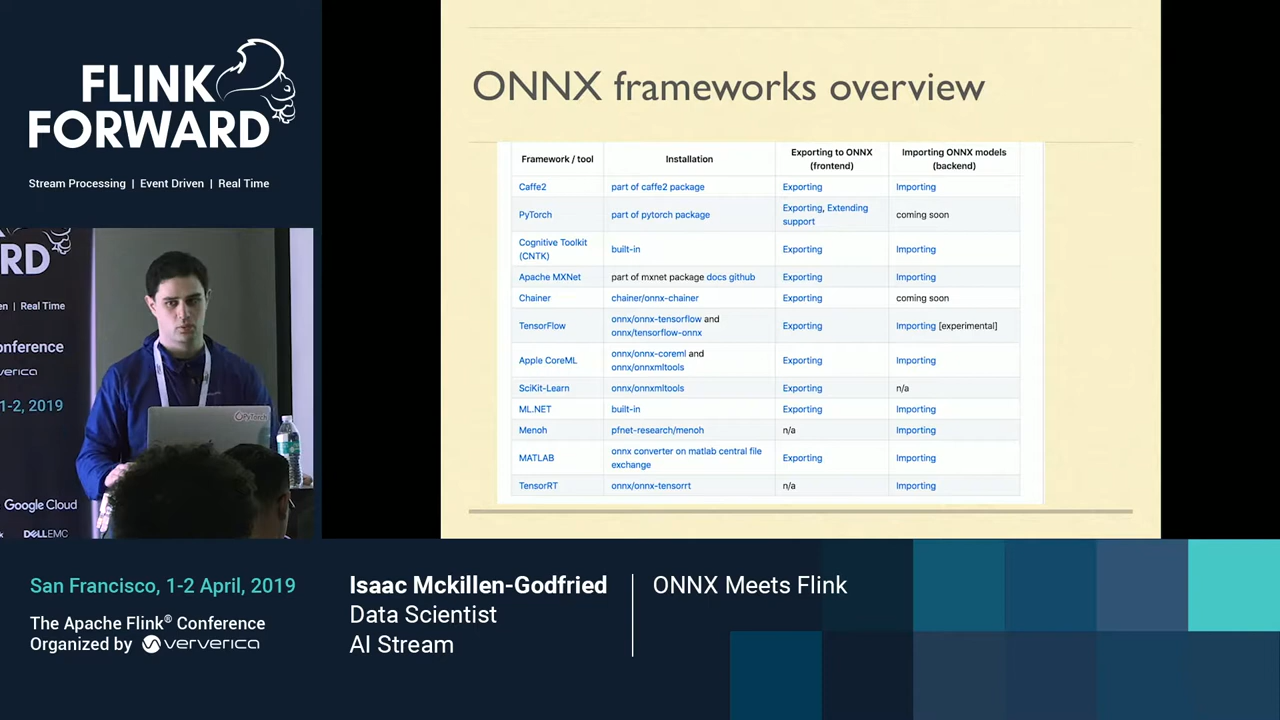 FLINK
FORWARD
Stream Processing | Event Driven | Real Time
RD
n | Real Time
onference
verica
1-2, 2019
PyTorch
Google Cloud
DELLEMC
ONNX frameworks overview
Framework / tool Installation Exporting to ONNX (frontend) Importing ONNX models (backend)
Caffe2 part of caffe2 package Exporting Importing
PyTorch part of pytorch package Exporting, Extending support coming soon
Cognitive Toolkit (CNTK) built-in Exporting Importing
Apache MXNet part of mxnet package docs github Exporting Importing
Chainer chainer/onnx-chainer Exporting coming soon
TensorFlow onnx/onnx-tensorflow and onnx/tensorflow-onnx Exporting Importing [experimental]
Apple CoreML onnx/onnx-coreml and onnx/onnxmltools Exporting Importing
SciKit-Learn onnx/onnxmltools Exporting n/a
ML.NET built-in Exporting Importing
Menoh pfnet-research/menoh n/a Importing
MATLAB onnx converter on matlab central file exchange Exporting Importing
TensorRT onnx/onnx-tensorrt n/a Importing
San Francisco, 1-2 April, 2019
The Apache Flink® Conference
Organized by ververica
Isaac Mckillen-Godfried
Data Scientist
AI Stream
ONNX Meets Flink